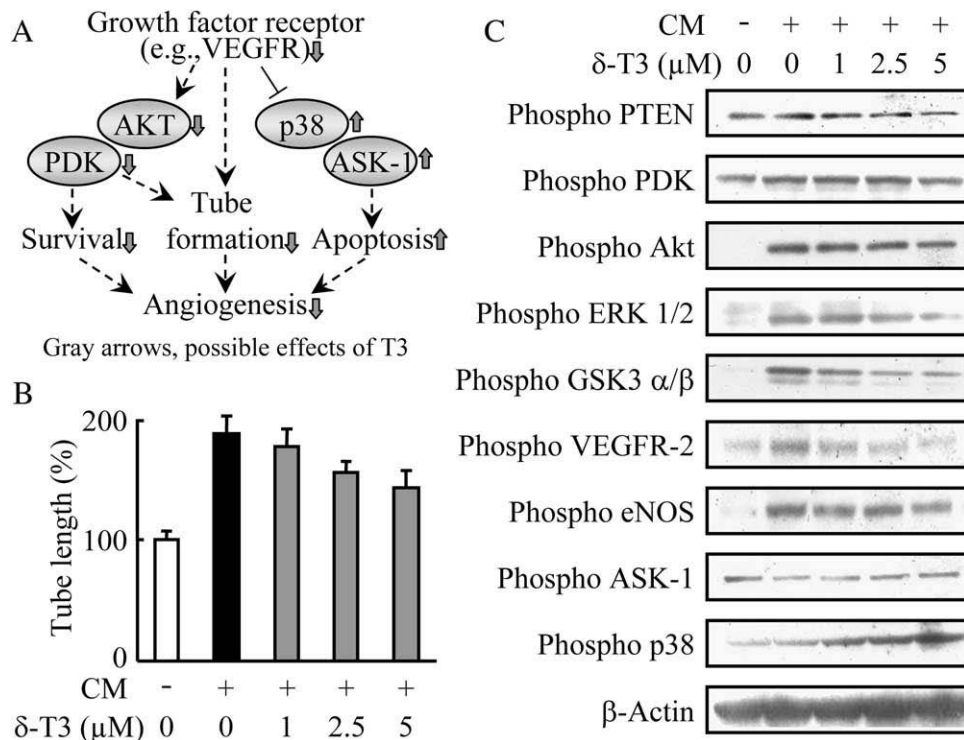 A
Growth factor receptor
(e.g.,VEGFR)
AKT
p38
PDK
ASK-1
Tube
Survival
formation
Apoptosis
Angiogenesis
Gray arrows, possible effects of T3
B
Tube length (%)
200
100
0
CM - + + + +
δ-T3 (µM) 0 0 1 2.5 5
C
CM - + + + +
δ-T3 (µM) 0 0 1 2.5 5
Phospho PTEN
Phospho PDK
Phospho Akt
Phospho ERK 1/2
Phospho GSK3 α/β
Phospho VEGFR-2
Phospho eNOS
Phospho ASK-1
Phospho p38
β-Actin